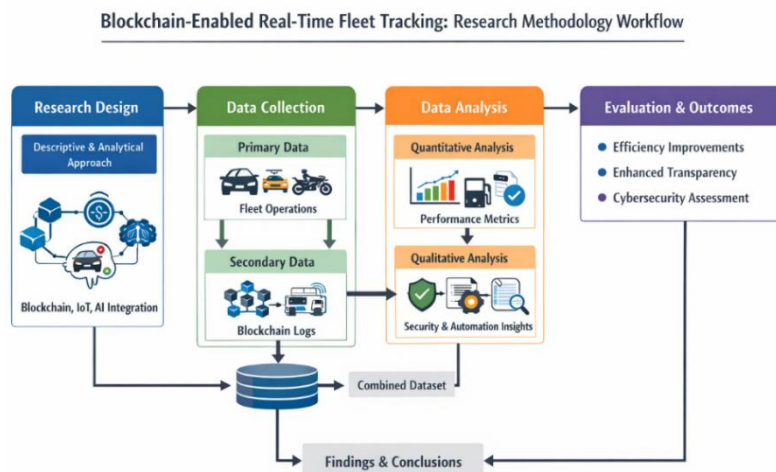 Blockchain-Enabled Real-Time Fleet Tracking: Research Methodology Workflow
Research Design
Descriptive & Analytical
Approach
Blockchain, IoT, AI Integration
Data Collection
Primary Data
Fleet Operations
Secondary Data
Blockchain Logs
Data Analysis
Quantitative Analysis
Performance Metrics
Qualitative Analysis
Security & Automation Insights
Evaluation & Outcomes
• Efficiency Improvements
• Enhanced Transparency
• Cybersecurity Assessment
Combined Dataset
Findings & Conclusions